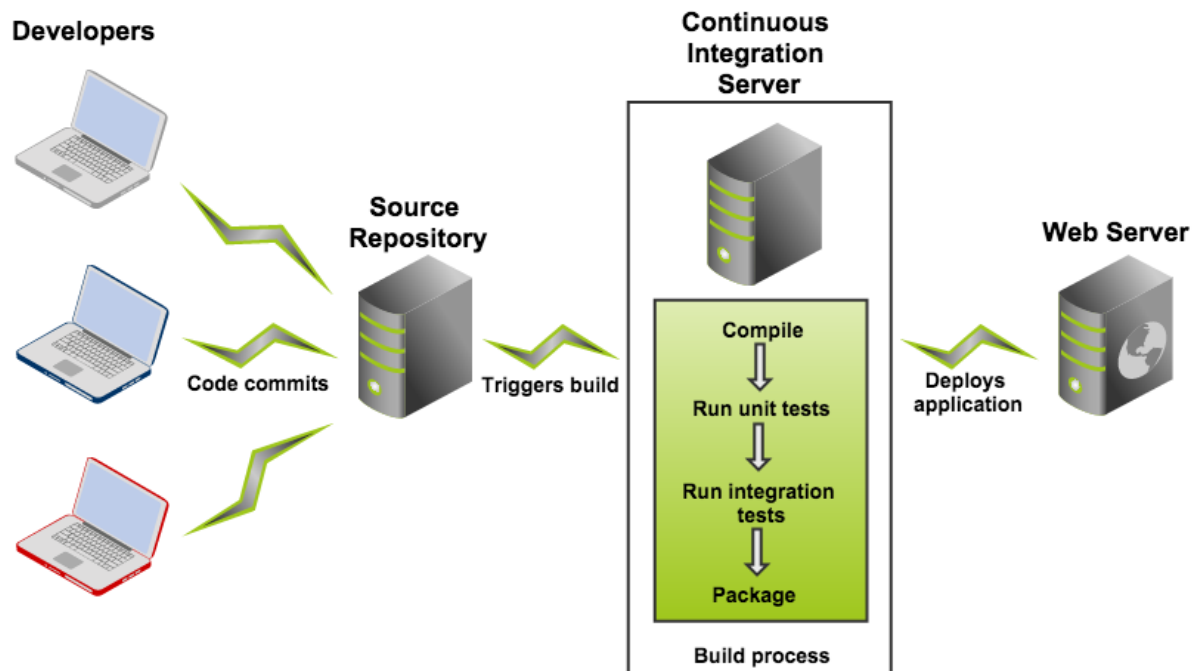 Developers
Source
Repository
Code commits
Triggers build
Continuous
Integration
Server
Compile
Run unit tests
Run integration
tests
Package
Build process
Deploys
application
Web Server